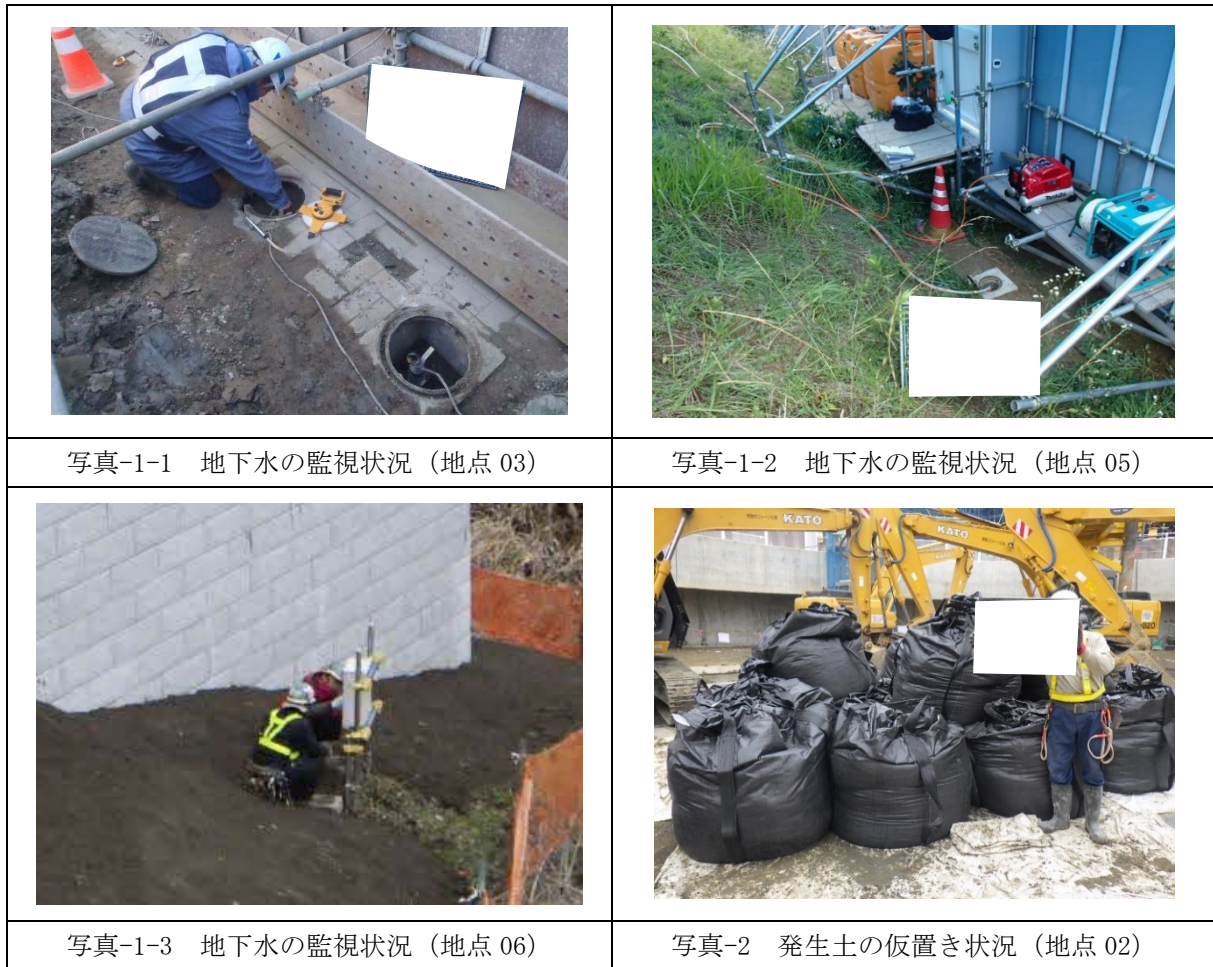 写真-1-1 地下水の監視状況（地点 03）
写真-1-2 地下水の監視状況（地点 05）
KATO
KATO
写真-1-3 地下水の監視状況（地点 06）
写真-2 発生土の仮置き状況（地点 02）